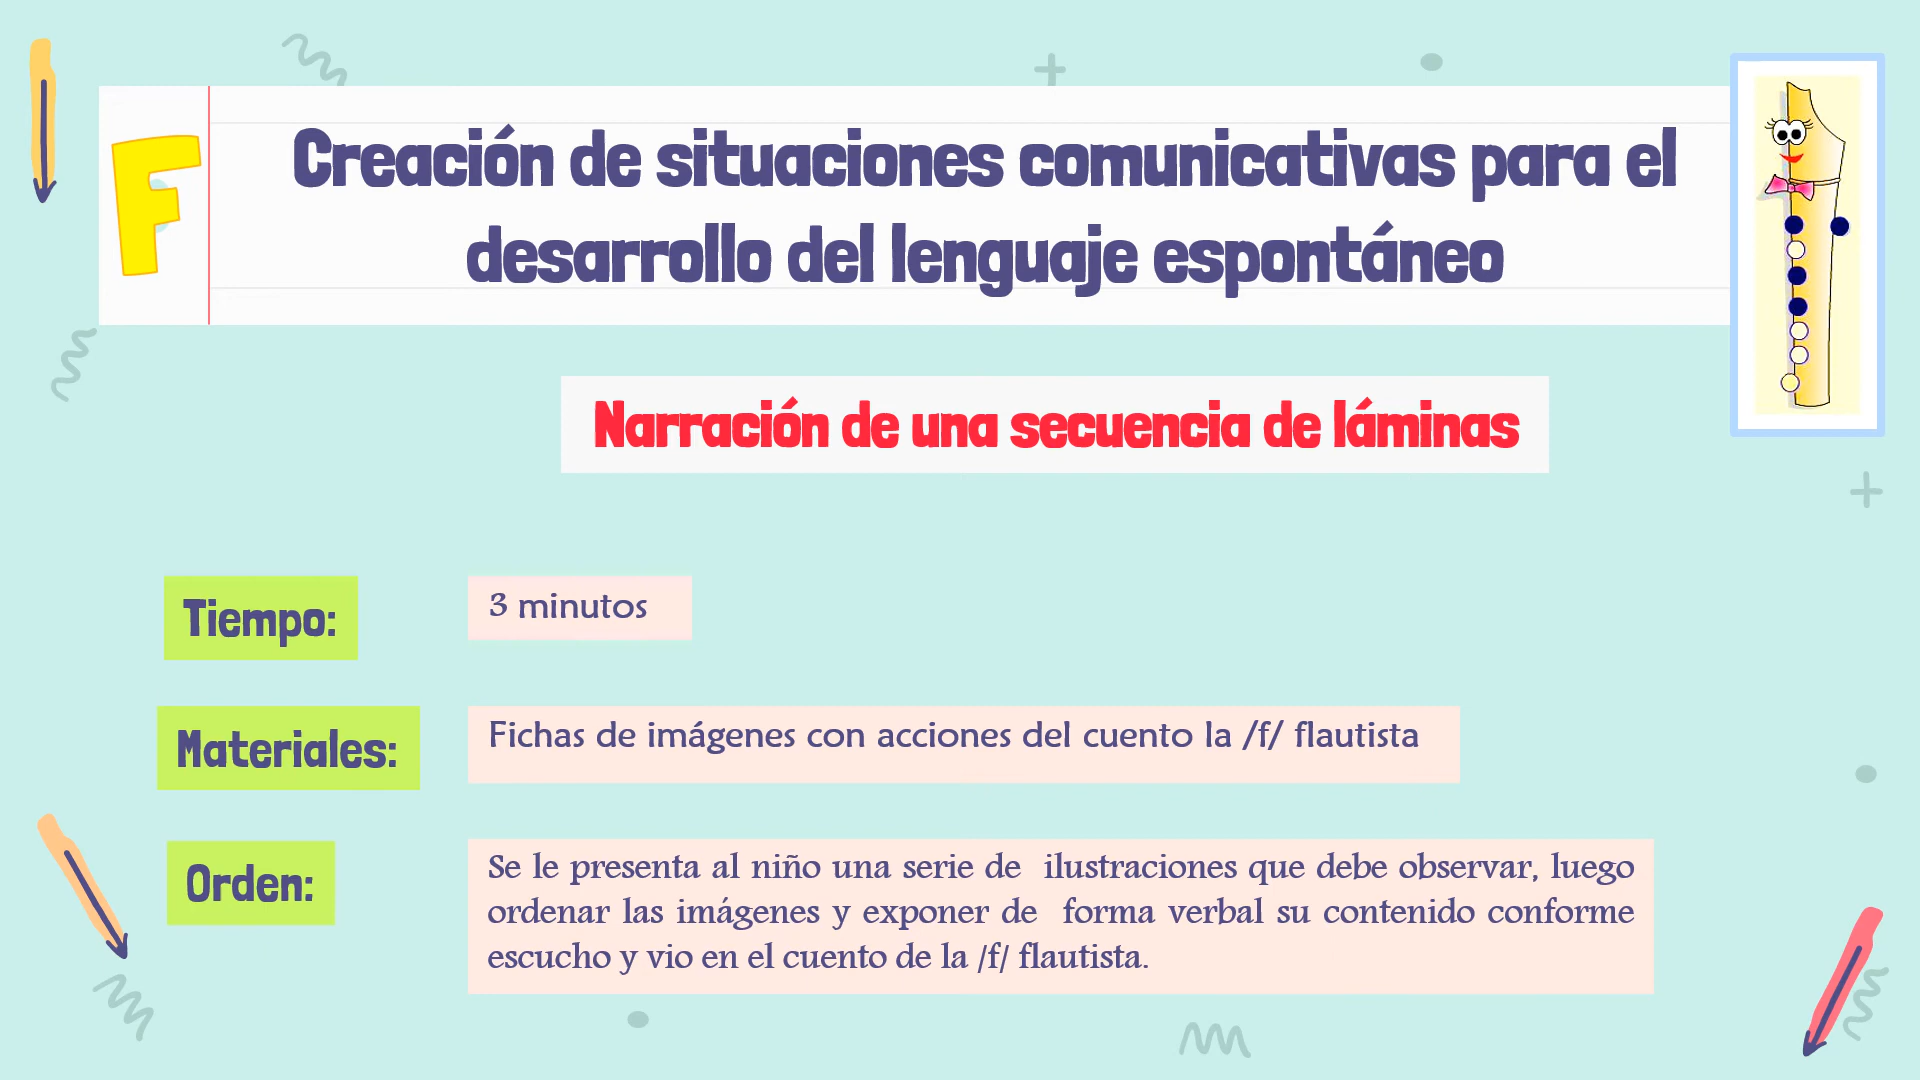 F
Creación de situaciones comunicativas para el
desarrollo del lenguaje espontáneo
Narración de una secuencia de láminas
Tiempo:
3 minutos
Materiales:
Fichas de imágenes con acciones del cuento la /f/ flautista
Orden:
Se le presenta al niño una serie de ilustraciones que debe observar, luego
ordenar las imágenes y exponer de forma verbal su contenido conforme
escucho y vio en el cuento de la /f/ flautista.